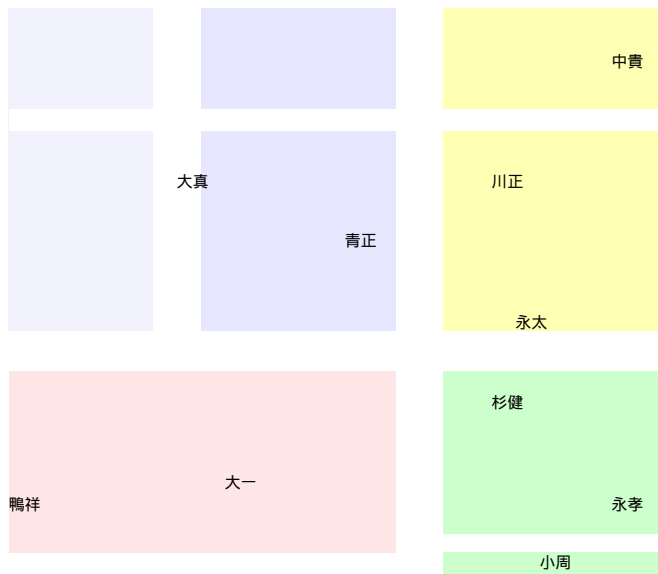 中貴
大真
川正
青正
永太
杉健
大一
鴨祥
永孝
小周